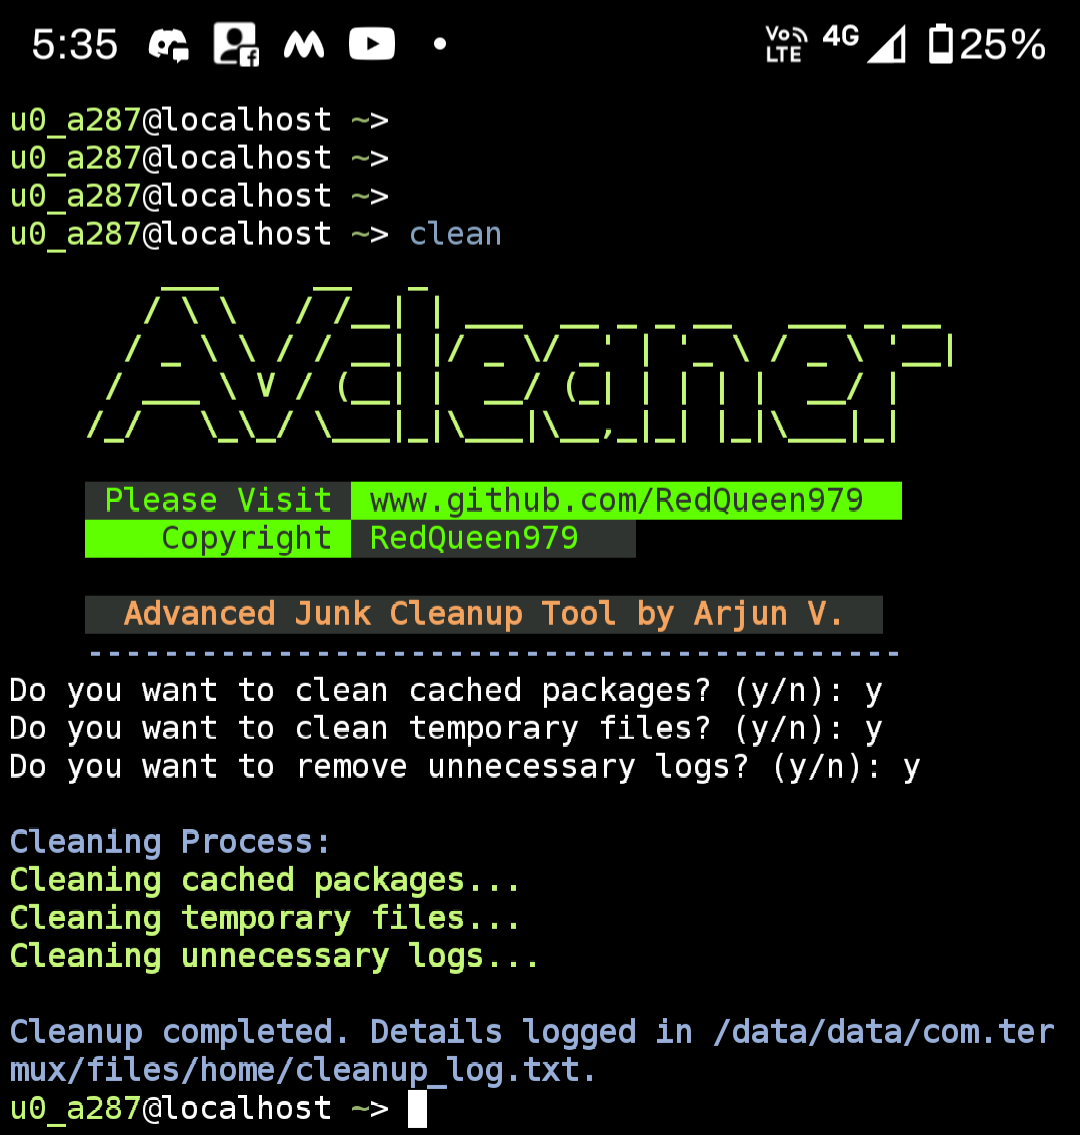 5:35 Vo LTE 4G 25%
u0_a287@localhost ~>
u0_a287@localhost ~>
u0_a287@localhost ~>
u0_a287@localhost ~> clean
AVcleaner
Please Visit www.github.com/RedQueen979
Copyright RedQueen979
Advanced Junk Cleanup Tool by Arjun V.
-------------------------------------------
Do you want to clean cached packages? (y/n): y
Do you want to clean temporary files? (y/n): y
Do you want to remove unnecessary logs? (y/n): y
Cleaning Process:
Cleaning cached packages...
Cleaning temporary files...
Cleaning unnecessary logs...
Cleanup completed. Details logged in /data/data/com.ter
mux/files/home/cleanup_log.txt.
u0_a287@localhost ~>